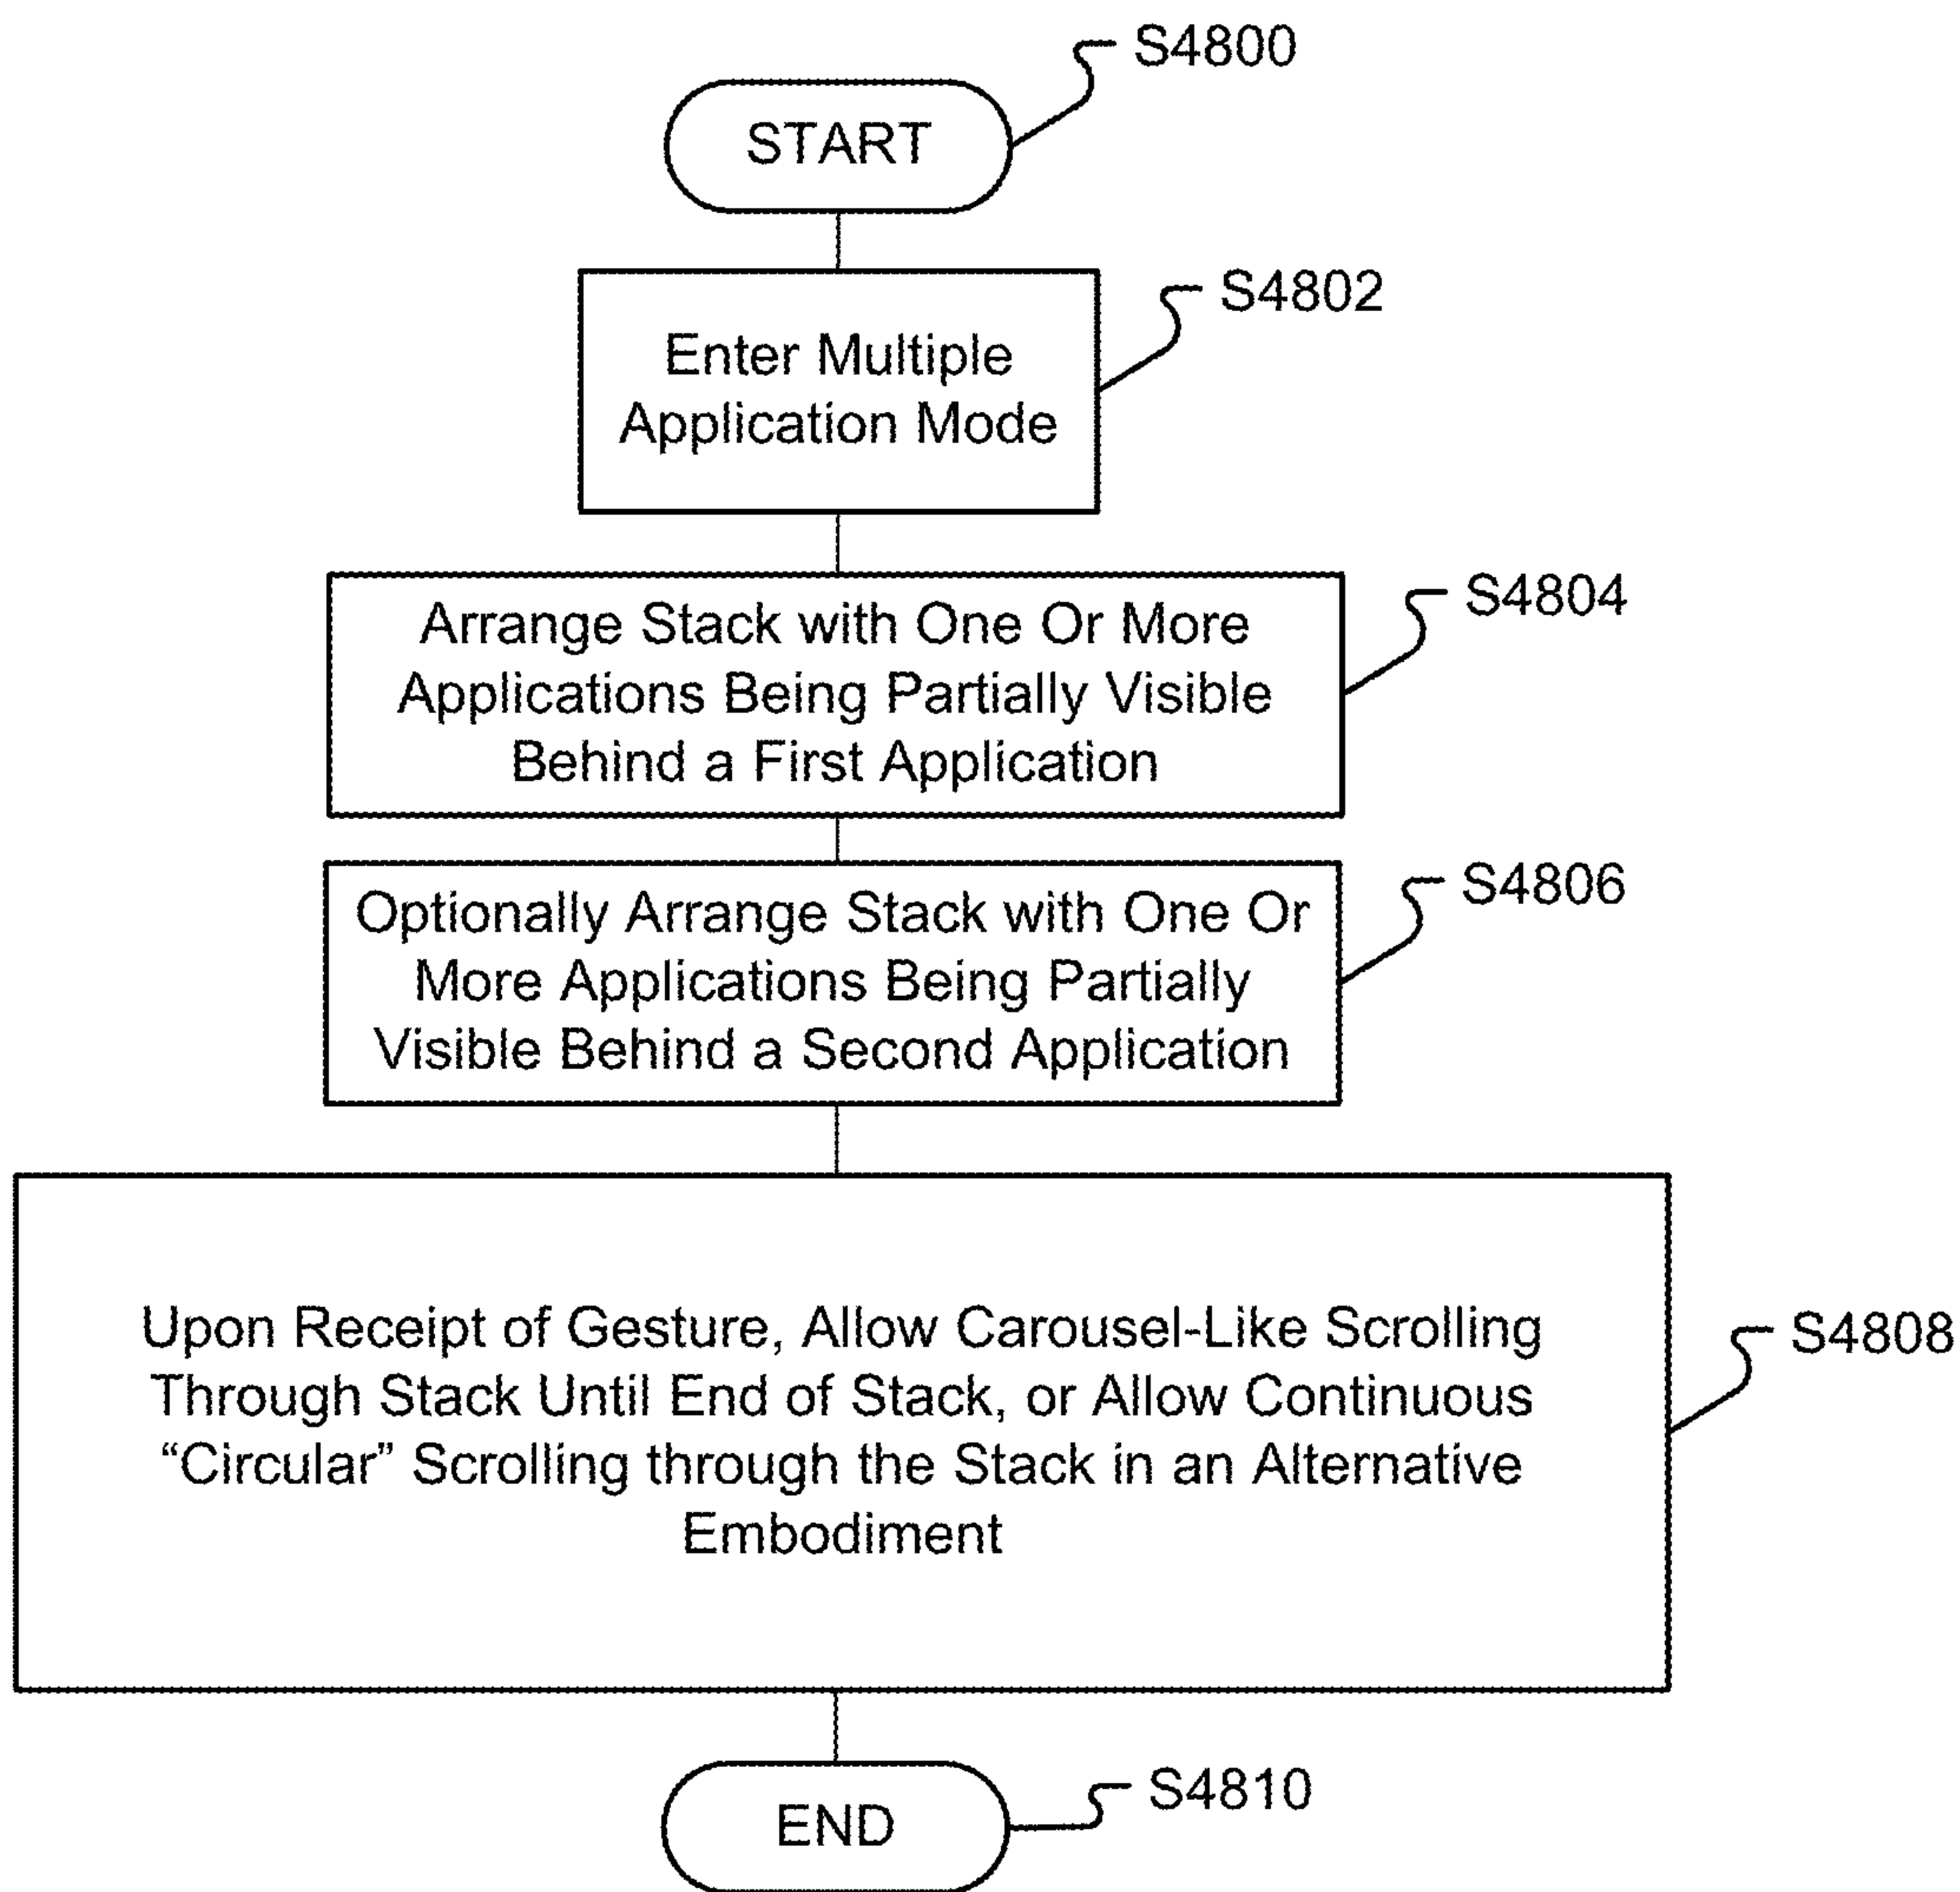 S4800
START
S4802
Enter Multiple
Application Mode
S4804
Arrange Stack with One Or More
Applications Being Partially Visible
Behind a First Application
S4806
Optionally Arrange Stack with One Or
More Applications Being Partially
Visible Behind a Second Application
S4808
Upon Receipt of Gesture, Allow Carousel-Like Scrolling
Through Stack Until End of Stack, or Allow Continuous
“Circular” Scrolling through the Stack in an Alternative
Embodiment
S4810
END